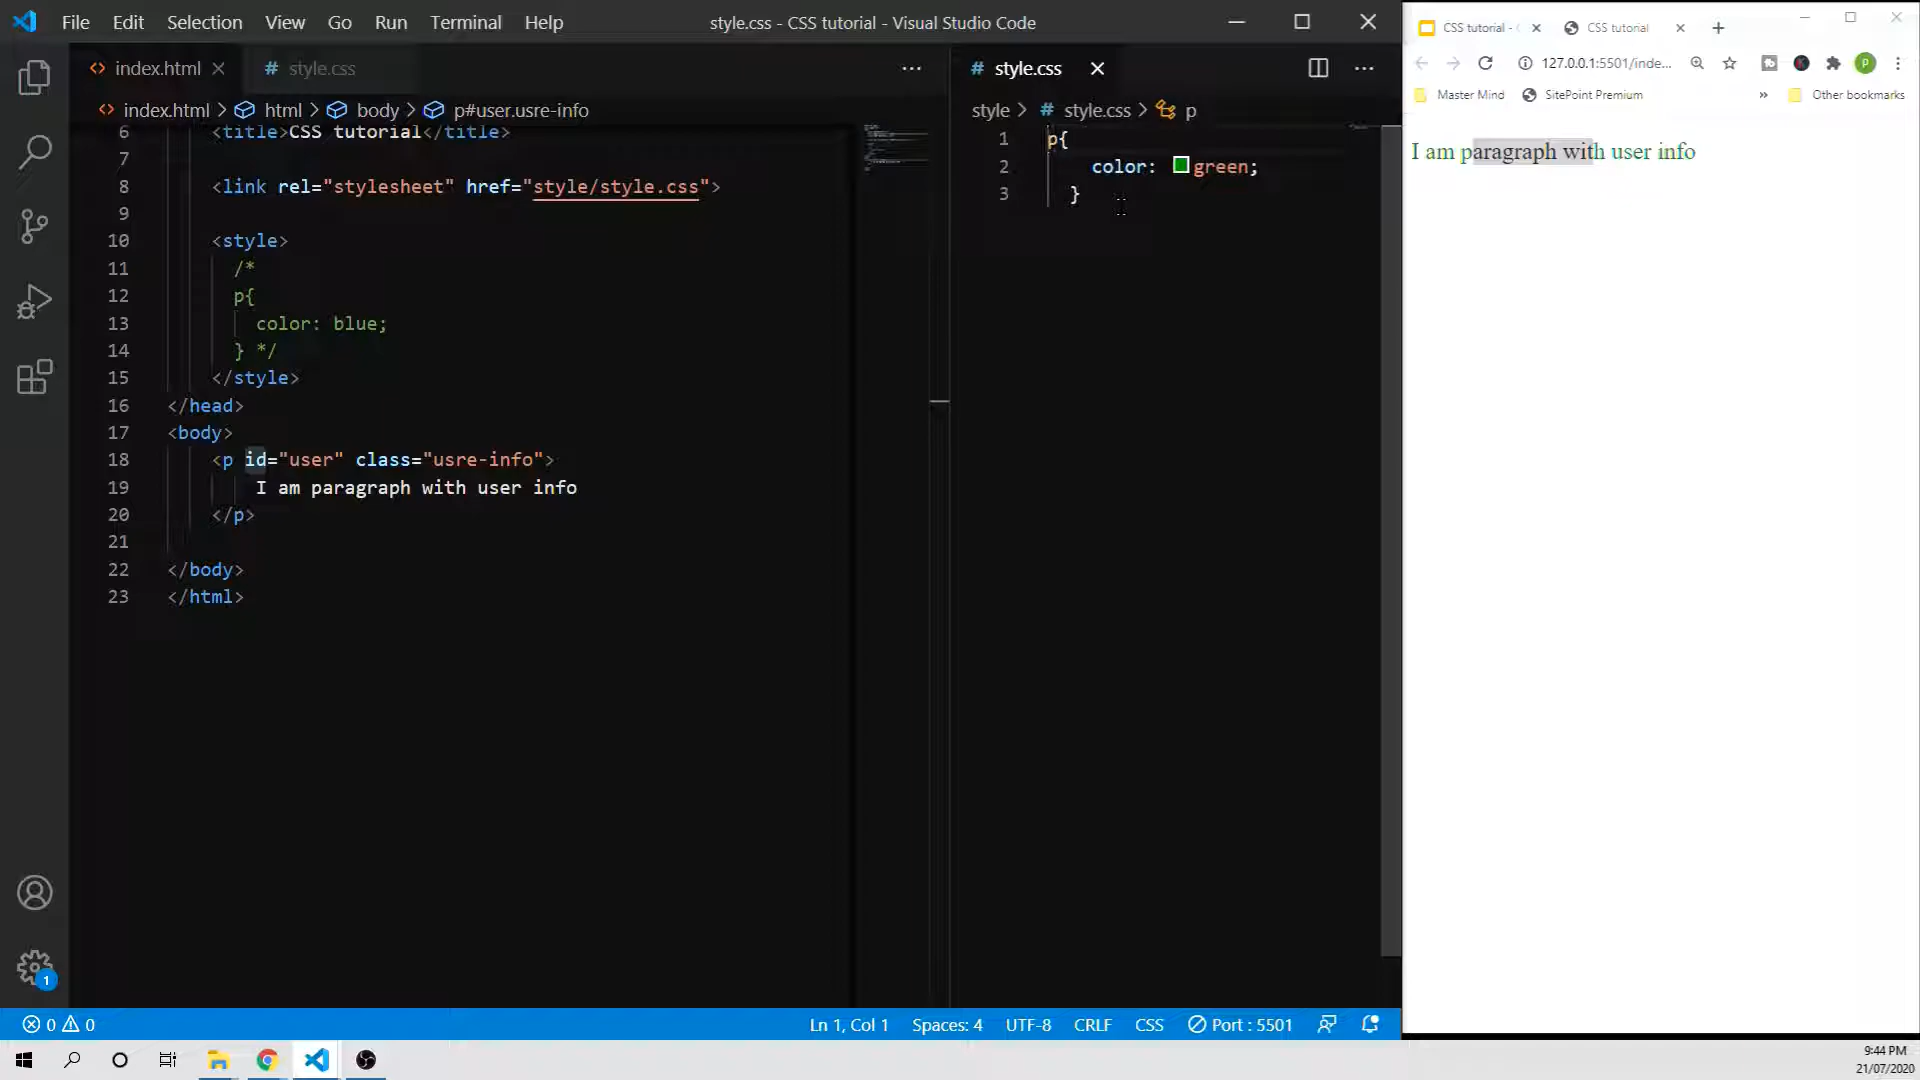 File Edit Selection View Go Run Terminal Help
style.css - CSS tutorial - Visual Studio Code
index.html
# style.css
index.html > html > body > p#user.usre-info
6 <title>CSS tutorial</title>
7
8 <link rel="stylesheet" href="style/style.css">
9
10 <style>
11 /*
12 p{
13 color: blue;
14 } */
15 </style>
16 </head>
17 <body>
18 <p id="user" class="usre-info">
19 I am paragraph with user info
20 </p>
21
22 </body>
23 </html>
# style.css
style > # style.css > p
1 p{
2 color: green;
3 }
CSS tutorial -
CSS tutorial
127.0.0.1:5501/inde...
P
Master Mind
SitePoint Premium
»
Other bookmarks
I am paragraph with user info
1
0 0
Ln 1, Col 1
Spaces: 4
UTF-8
CRLF
CSS
Port : 5501
9:44 PM
21/07/2020